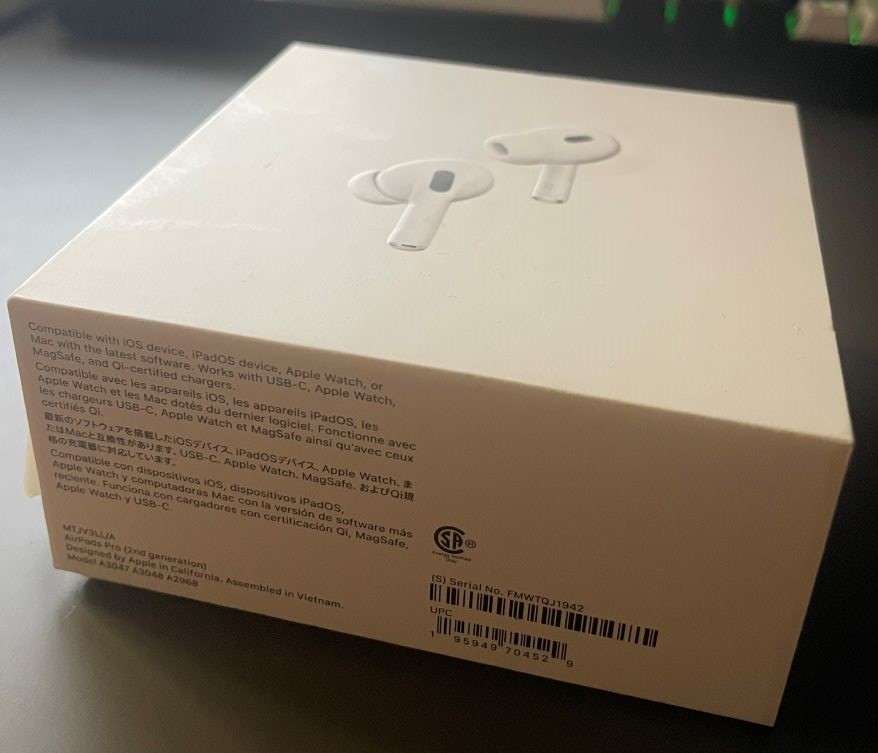 Compatible with iOS device, iPadOS device, Apple Watch, or
Mac with the latest software. Works with USB-C, Apple Watch,
MagSafe, and Qi-certified chargers.
Compatible avec les appareils iOS, les appareils iPadOS, les
Apple Watch et les Mac dotés du dernier logiciel. Fonctionne avec
les chargeurs USB-C, Apple Watch et MagSafe ainsi qu'avec ceux
certifiés Qi.
最新のソフトウェアを搭載したiOSデバイス、iPadOSデバイス、Apple Watch、ま
たはMacと互換性があります。USB-C、Apple Watch、MagSafe、およびQi規
格の充電器に対応しています。
Compatible con dispositivos iOS, dispositivos iPadOS,
Apple Watch y computadoras Mac con la versión de software más
reciente. Funciona con cargadores con certificación Qi, MagSafe,
Apple Watch y USB-C.
MTJV3LL/A
AirPods Pro (2nd generation)
Designed by Apple in California. Assembled in Vietnam.
Model A3047 A3048 A2968
SA®
Energy Verified
Only
(S) Serial No. FMWTQJ1942
UPC
1 95949 70452 9